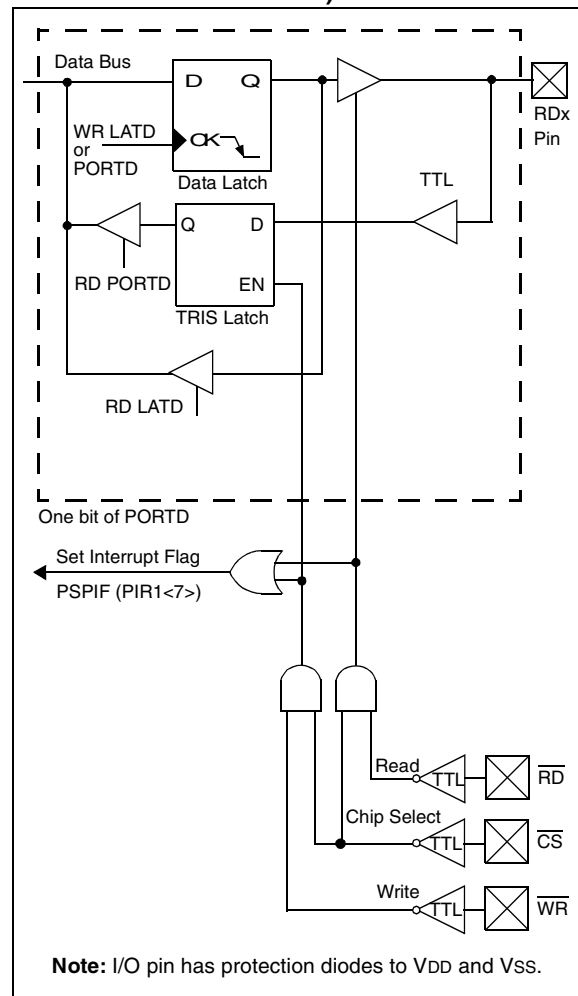 Data Bus
D Q
WR LATD
or
PORTD
CK
Data Latch
RDx
Pin
TTL
Q D
RD PORTD
EN
TRIS Latch
RD LATD
One bit of PORTD
Set Interrupt Flag
PSPIF (PIR1<7>)
Read
TTL
RD
Chip Select
TTL
CS
Write
TTL
WR
Note: I/O pin has protection diodes to VDD and VSS.